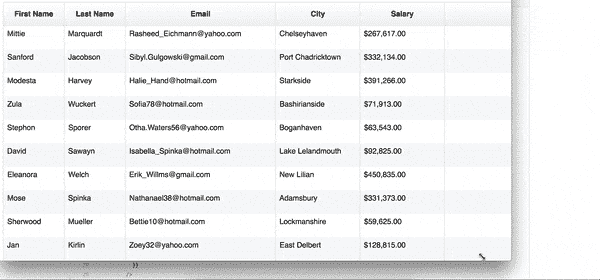 First Name Last Name Email City Salary
Mittie Marquardt Rasheed_Eichmann@yahoo.com Chelseyhaven $267,617.00
Sanford Jacobson Sibyl.Gulgowski@gmail.com Port Chadricktown $332,134.00
Modesta Harvey Halie_Hand@hotmail.com Starkside $391,266.00
Zula Wuckert Sofia78@hotmail.com Bashirianside $71,913.00
Stephon Sporer Otha.Waters56@yahoo.com Boganhaven $63,543.00
David Sawayn Isabella_Spinka@hotmail.com Lake Lelandmouth $92,825.00
Eleanora Welch Erik_Willms@gmail.com New Lilian $450,835.00
Mose Spinka Nathanael38@hotmail.com Adamsbury $331,373.00
Sherwood Mueller Bettie10@hotmail.com Lockmanshire $59,625.00
Jan Kirlin Zoey32@yahoo.com East Delbert $128,815.00
}}